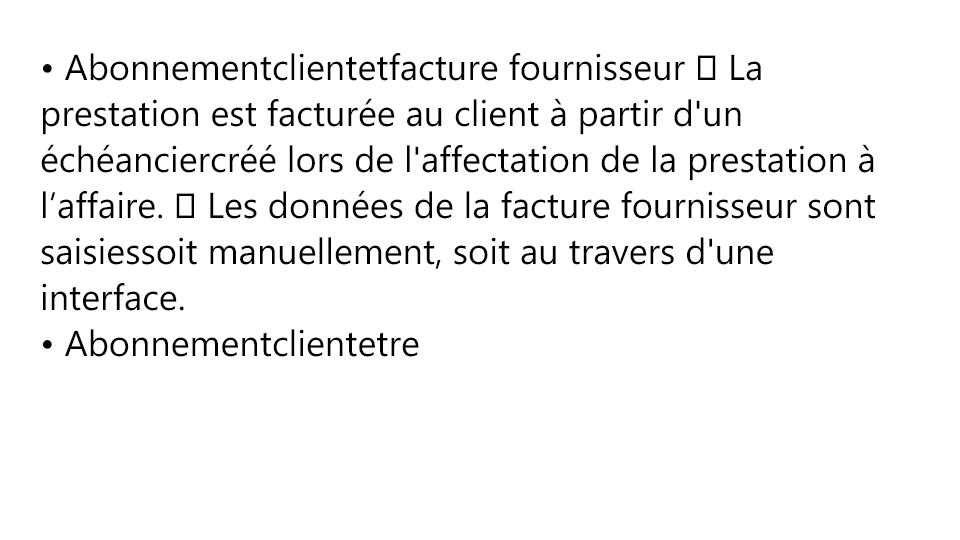 • Abonnementclientetfacture fournisseur  La
prestation est facturée au client à partir d'un
échéanciercréé lors de l'affectation de la prestation à
l’affaire.  Les données de la facture fournisseur sont
saisiessoit manuellement, soit au travers d'une
interface.
• Abonnementclientetre